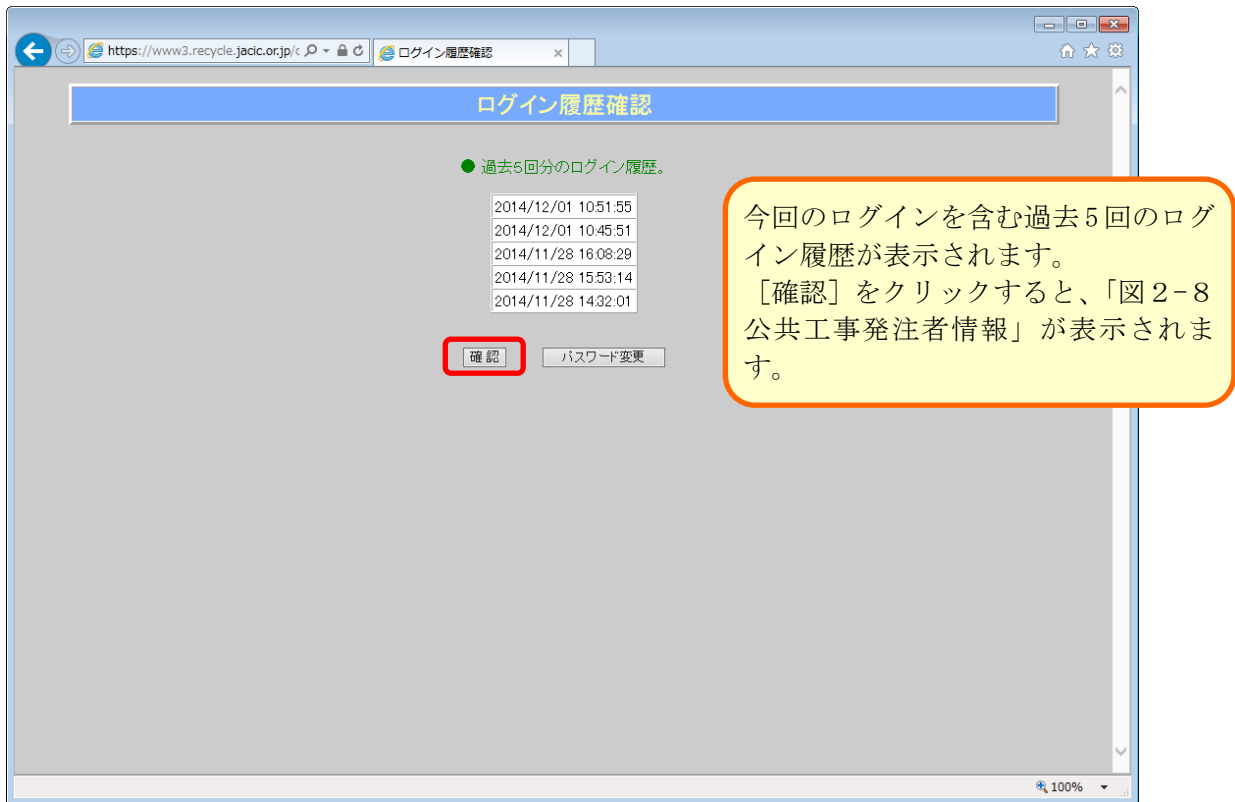 https://www3.recycle.jacic.or.jp/c
ログイン履歴確認
ログイン履歴確認
● 過去5回分のログイン履歴。
2014/12/01 10:51:55
2014/12/01 10:45:51
2014/11/28 16:08:29
2014/11/28 15:53:14
2014/11/28 14:32:01
確 認
パスワード変更
今回のログインを含む過去5回のログ
イン履歴が表示されます。
［確認］をクリックすると、「図２-８
公共工事発注者情報」が表示されま
す。
100%